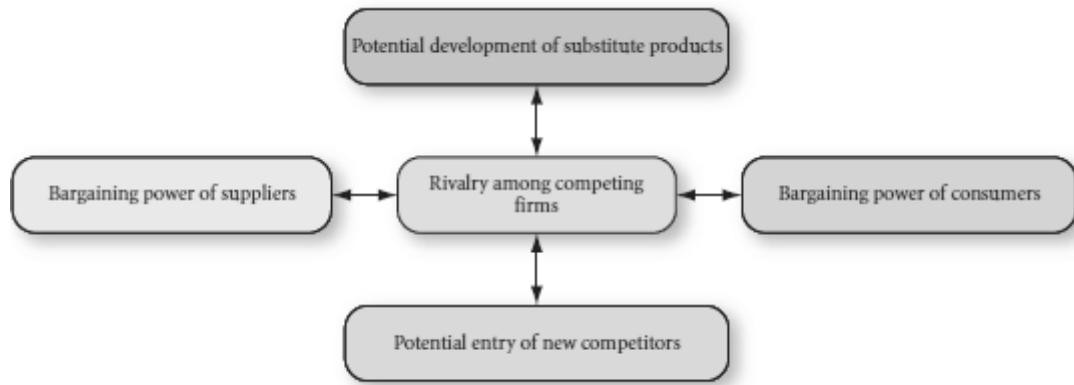 Potential development of substitute products
Bargaining power of suppliers
Rivalry among competing
firms
Bargaining power of consumers
Potential entry of new competitors